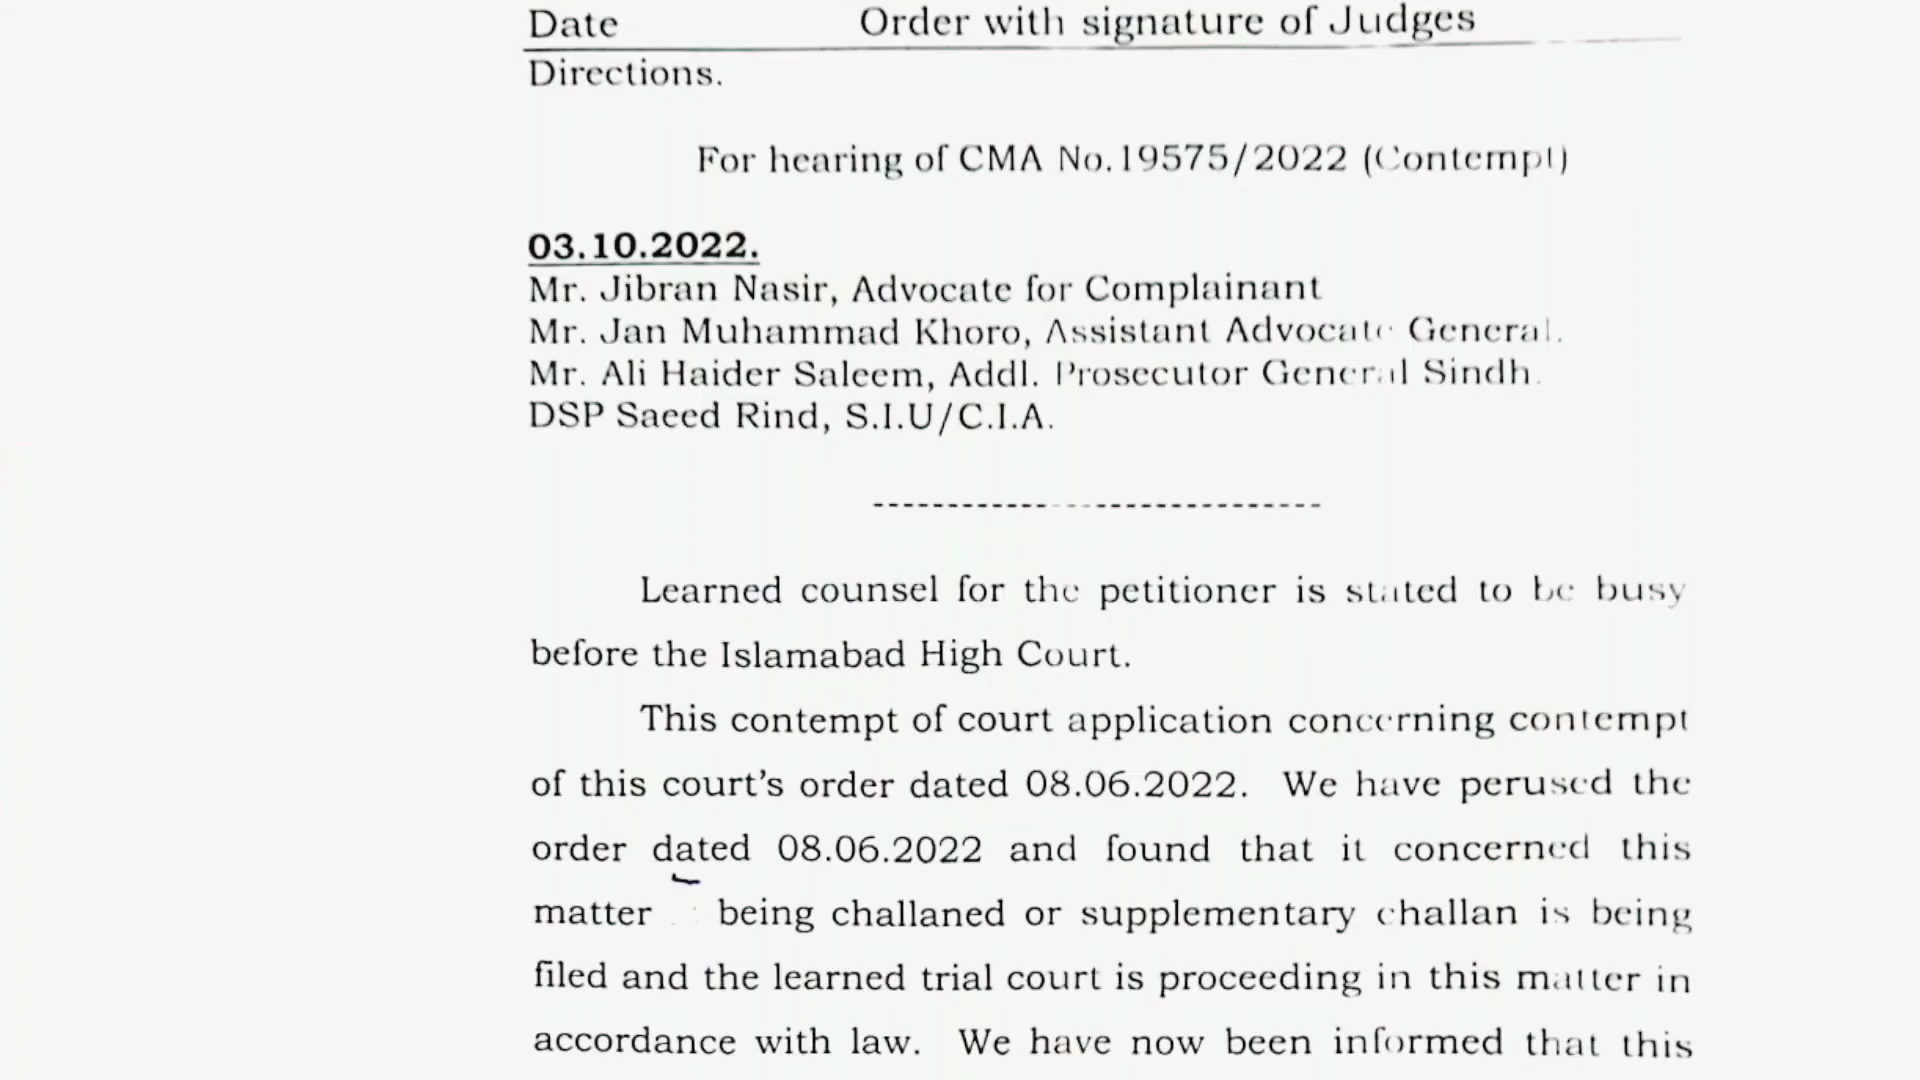 Date Order with signature of Judges
Directions.
For hearing of CMA No.19575/2022 (Contempt)
03.10.2022.
Mr. Jibran Nasir, Advocate for Complainant
Mr. Jan Muhammad Khoro, Assistant Advocate General.
Mr. Ali Haider Saleem, Addl. Prosecutor General Sindh.
DSP Saeed Rind, S.I.U/C.I.A.
------------------------------
Learned counsel for the petitioner is stated to be busy
before the Islamabad High Court.
This contempt of court application concerning contempt
of this court's order dated 08.06.2022. We have perused the
order dated 08.06.2022 and found that it concerned this
matter being challaned or supplementary challan is being
filed and the learned trial court is proceeding in this matter in
accordance with law. We have now been informed that this